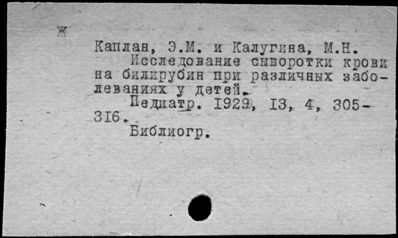 Ж
Каплан, Э.М. и Калугина, М.Н.
Исследование сыворотки крови
на билирубин при различных забо-
леваниях у детей.
Педиатр. 1929, 13, 4, 305-
316.
Библиогр.